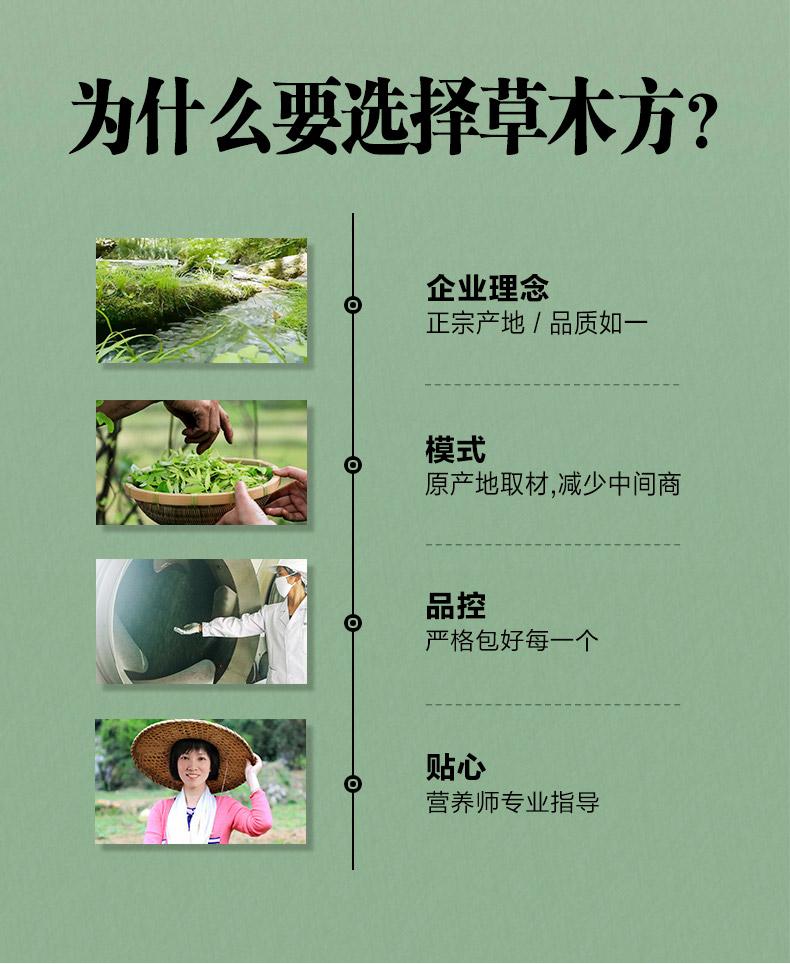 为什么要选择草木方?
企业理念
正宗产地 / 品质如一
模式
原产地取材,减少中间商
品控
严格包好每一个
贴心
营养师专业指导